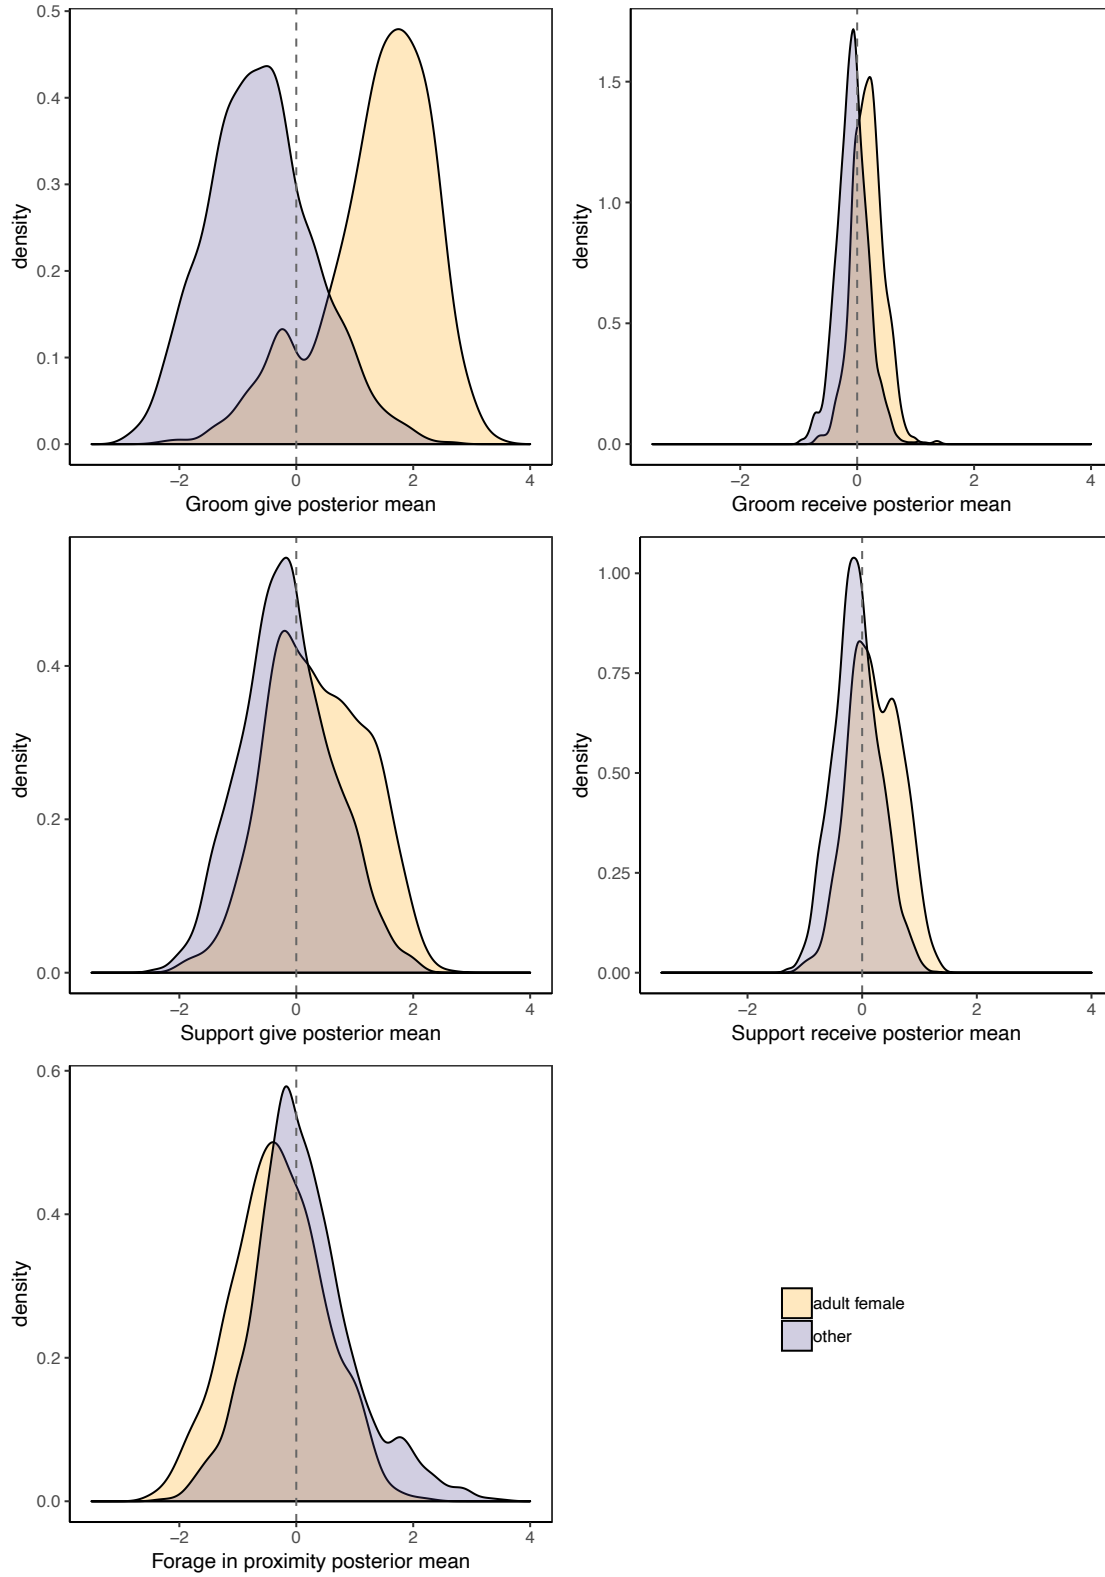 0.5
0.4
0.3
0.2
0.1
0.0
density
−2 0 2 4
Groom give posterior mean
1.5
1.0
0.5
0.0
density
−2 0 2 4
Groom receive posterior mean
0.4
0.2
0.0
density
−2 0 2 4
Support give posterior mean
1.00
0.75
0.50
0.25
0.00
density
−2 0 2 4
Support receive posterior mean
0.6
0.4
0.2
0.0
density
−2 0 2 4
Forage in proximity posterior mean
adult female
other